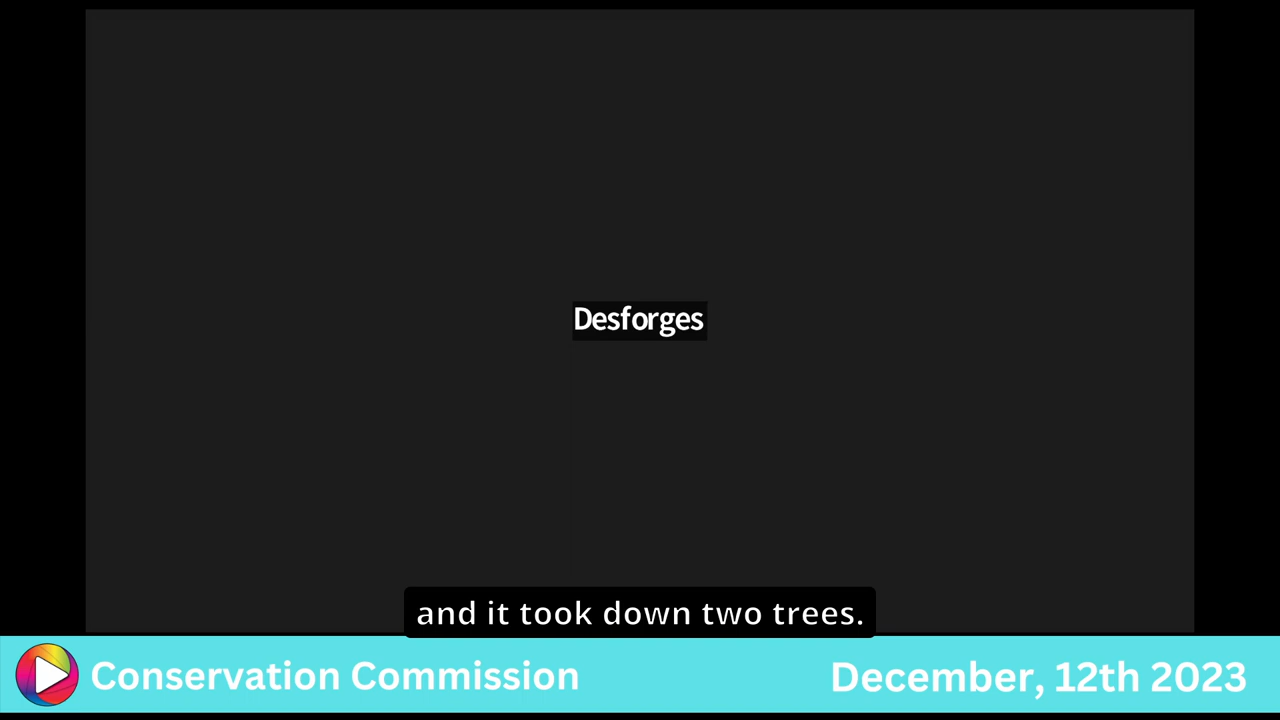 Desforges
and it took down two trees.
Conservation Commission
December, 12th 2023